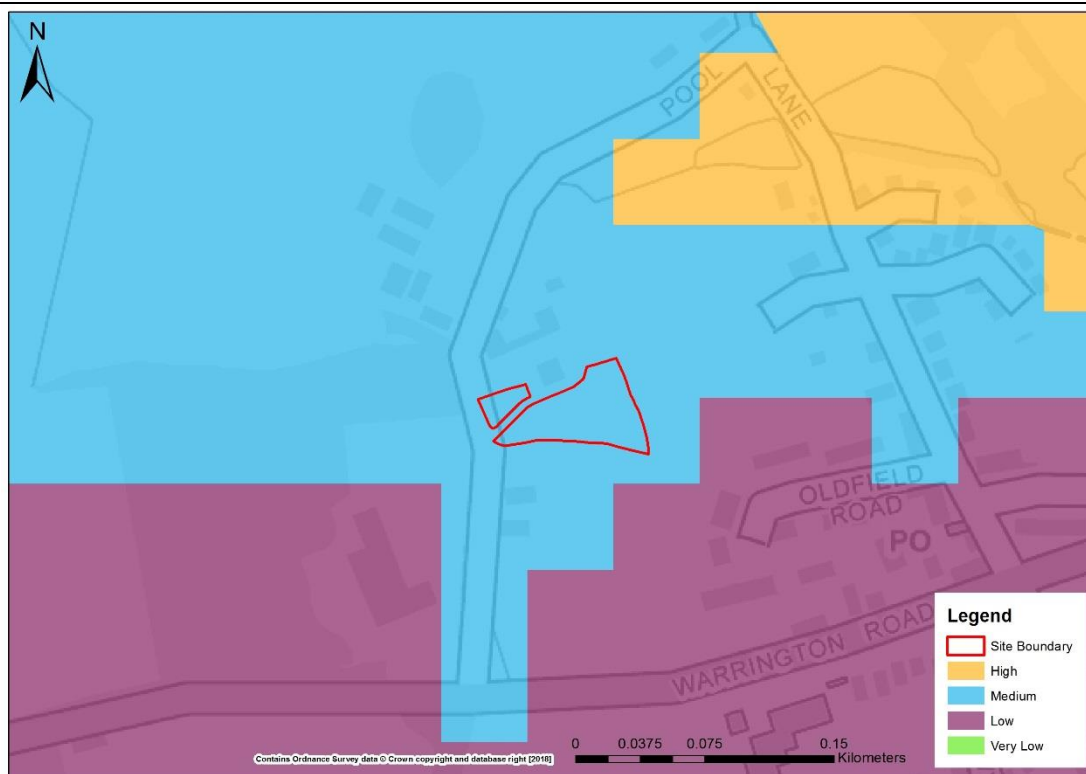 N
POOL
LANE
OLDFIELD
ROAD
PO
WARRINGTON ROAD
Legend
Site Boundary
High
Medium
Low
Very Low
0 0.0375 0.075 0.15
Kilometers
Contains Ordnance Survey data © Crown copyright and database right [2018]